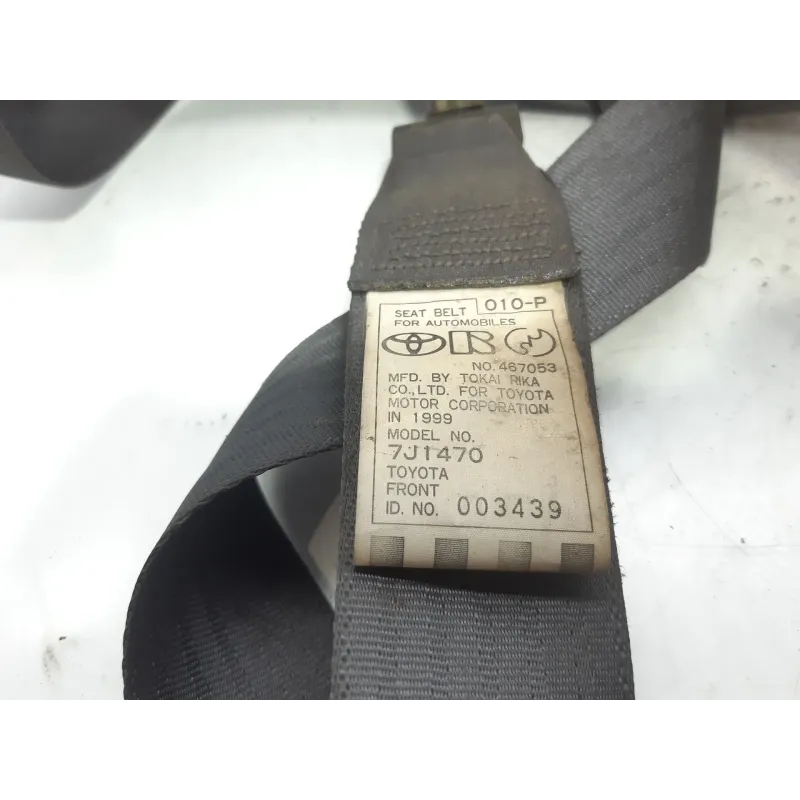 SEAT BELT 010-P
FOR AUTOMOBILES
NO. 467053
MFD. BY TOKAI RIKA
CO., LTD. FOR TOYOTA
MOTOR CORPORATION
IN 1999
MODEL NO.
7J1470
TOYOTA
FRONT
ID. NO. 003439